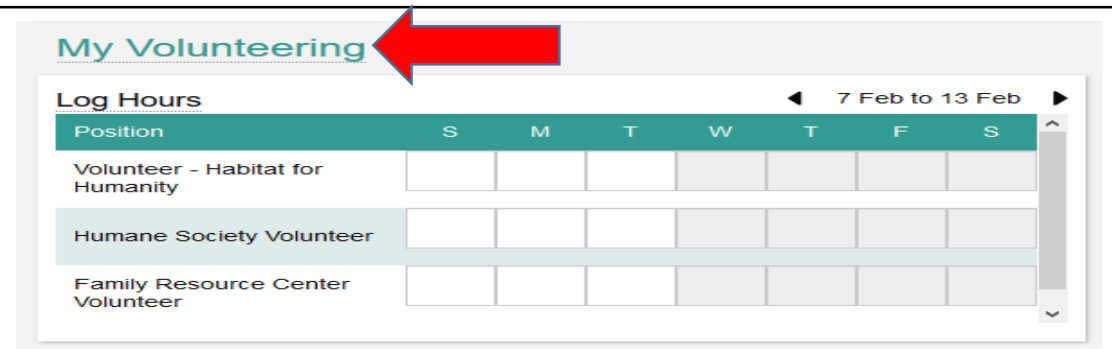 My Volunteering
Log Hours
7 Feb to 13 Feb
Position S M T W T F S
Volunteer - Habitat for
Humanity
Humane Society Volunteer
Family Resource Center
Volunteer